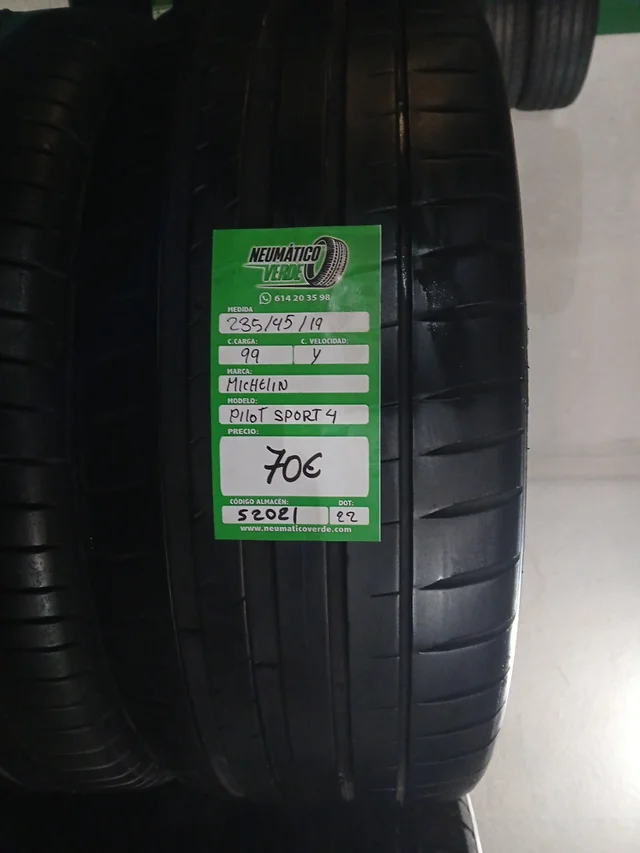 NEUMÁTICO
VERDE
614 20 35 98
MEDIDA
235/45/19
C.CARGA: C. VELOCIDAD:
99 Y
MARCA:
MICHELIN
MODELO:
PILOT SPORT 4
PRECIO:
70€
CÓDIGO ALMACÉN: DOT:
52021 22
www.neumaticoverde.com